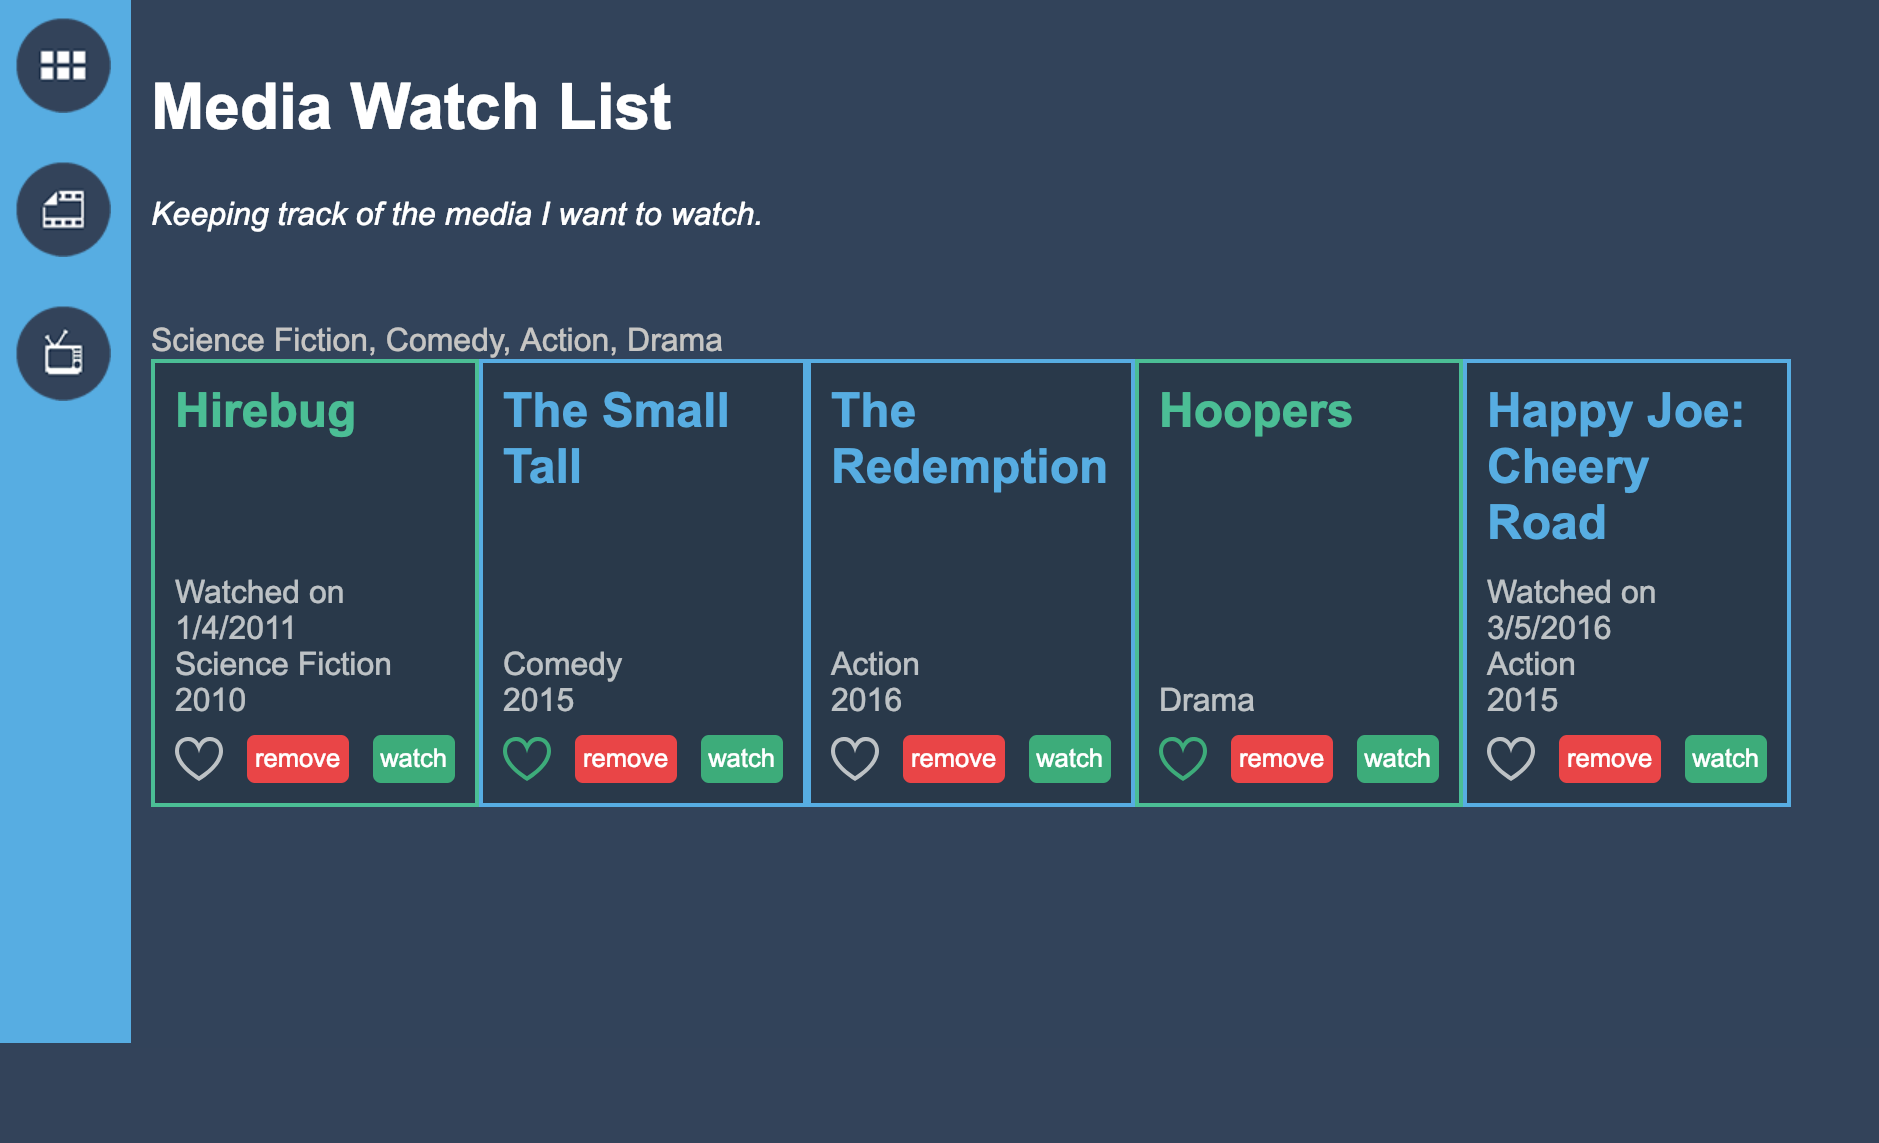 Media Watch List
Keeping track of the media I want to watch.
Science Fiction, Comedy, Action, Drama
Hirebug
Watched on
1/4/2011
Science Fiction
2010
remove
watch
The Small
Tall
Comedy
2015
remove
watch
The
Redemption
Action
2016
remove
watch
Hoopers
Drama
remove
watch
Happy Joe:
Cheery
Road
Watched on
3/5/2016
Action
2015
remove
watch